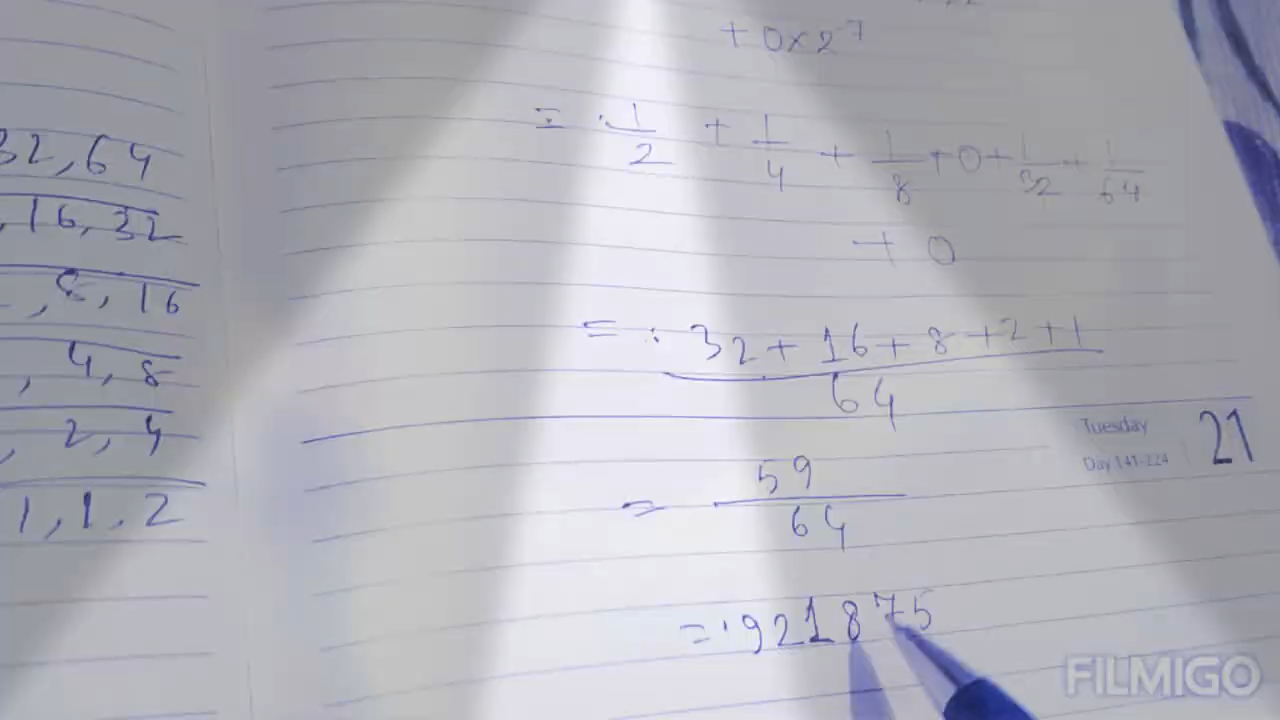 32, 64
, 16, 32
, 8, 16
, 4, 8
, 2, 4
1, 1, 2
+ 0×2⁷
= . 1/2 + 1/4 + 1/8 + 0 + 1/32 + 1/64
+ 0
= . 32 + 16 + 8 + 2 + 1
64
Tuesday 21
Day 141-224
= 59/64
= .921875
FILMIGO